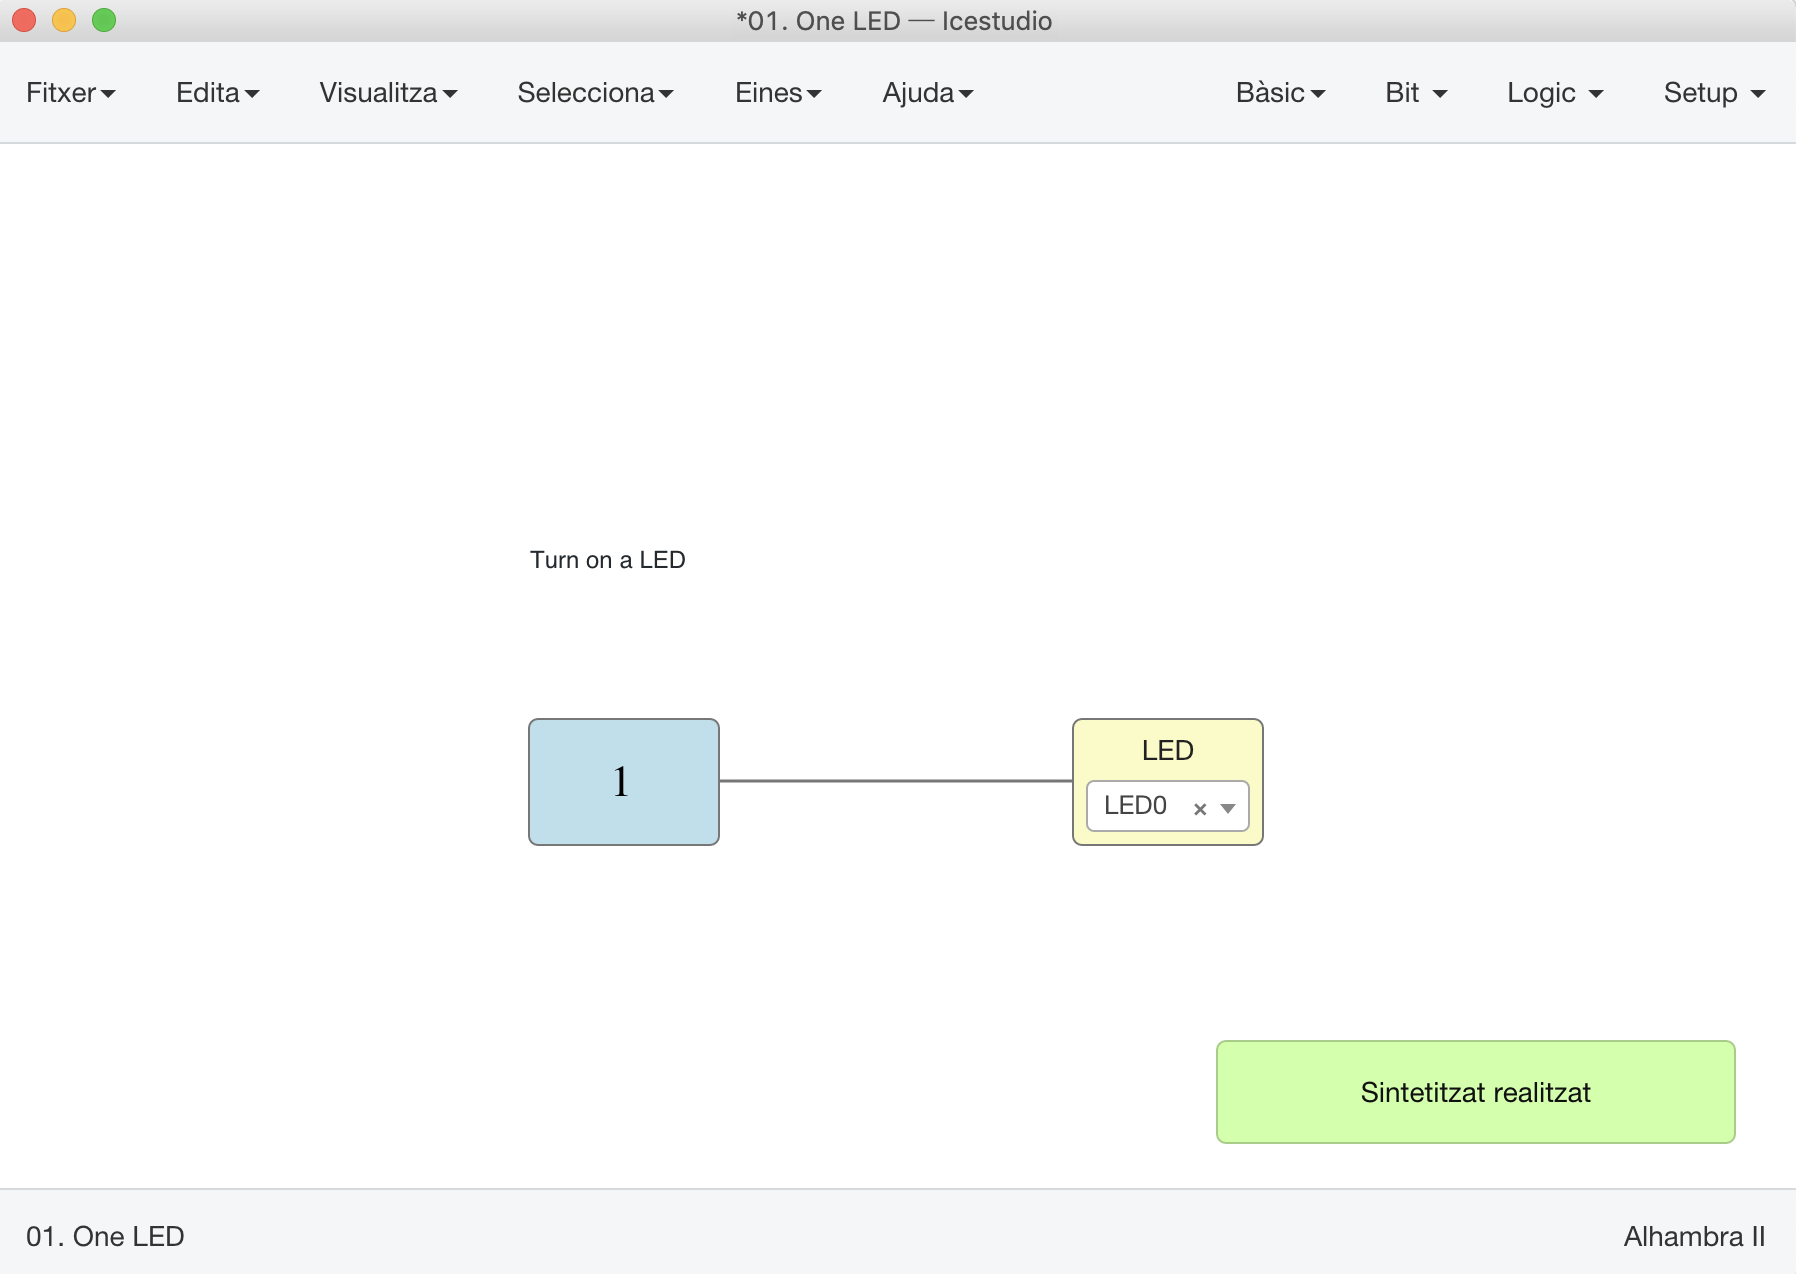 *01. One LED — Icestudio
Fitxer Edita Visualitza Selecciona Eines Ajuda Bàsic Bit Logic Setup
Turn on a LED
1
LED
LED0
Sintetitzat realitzat
01. One LED Alhambra II